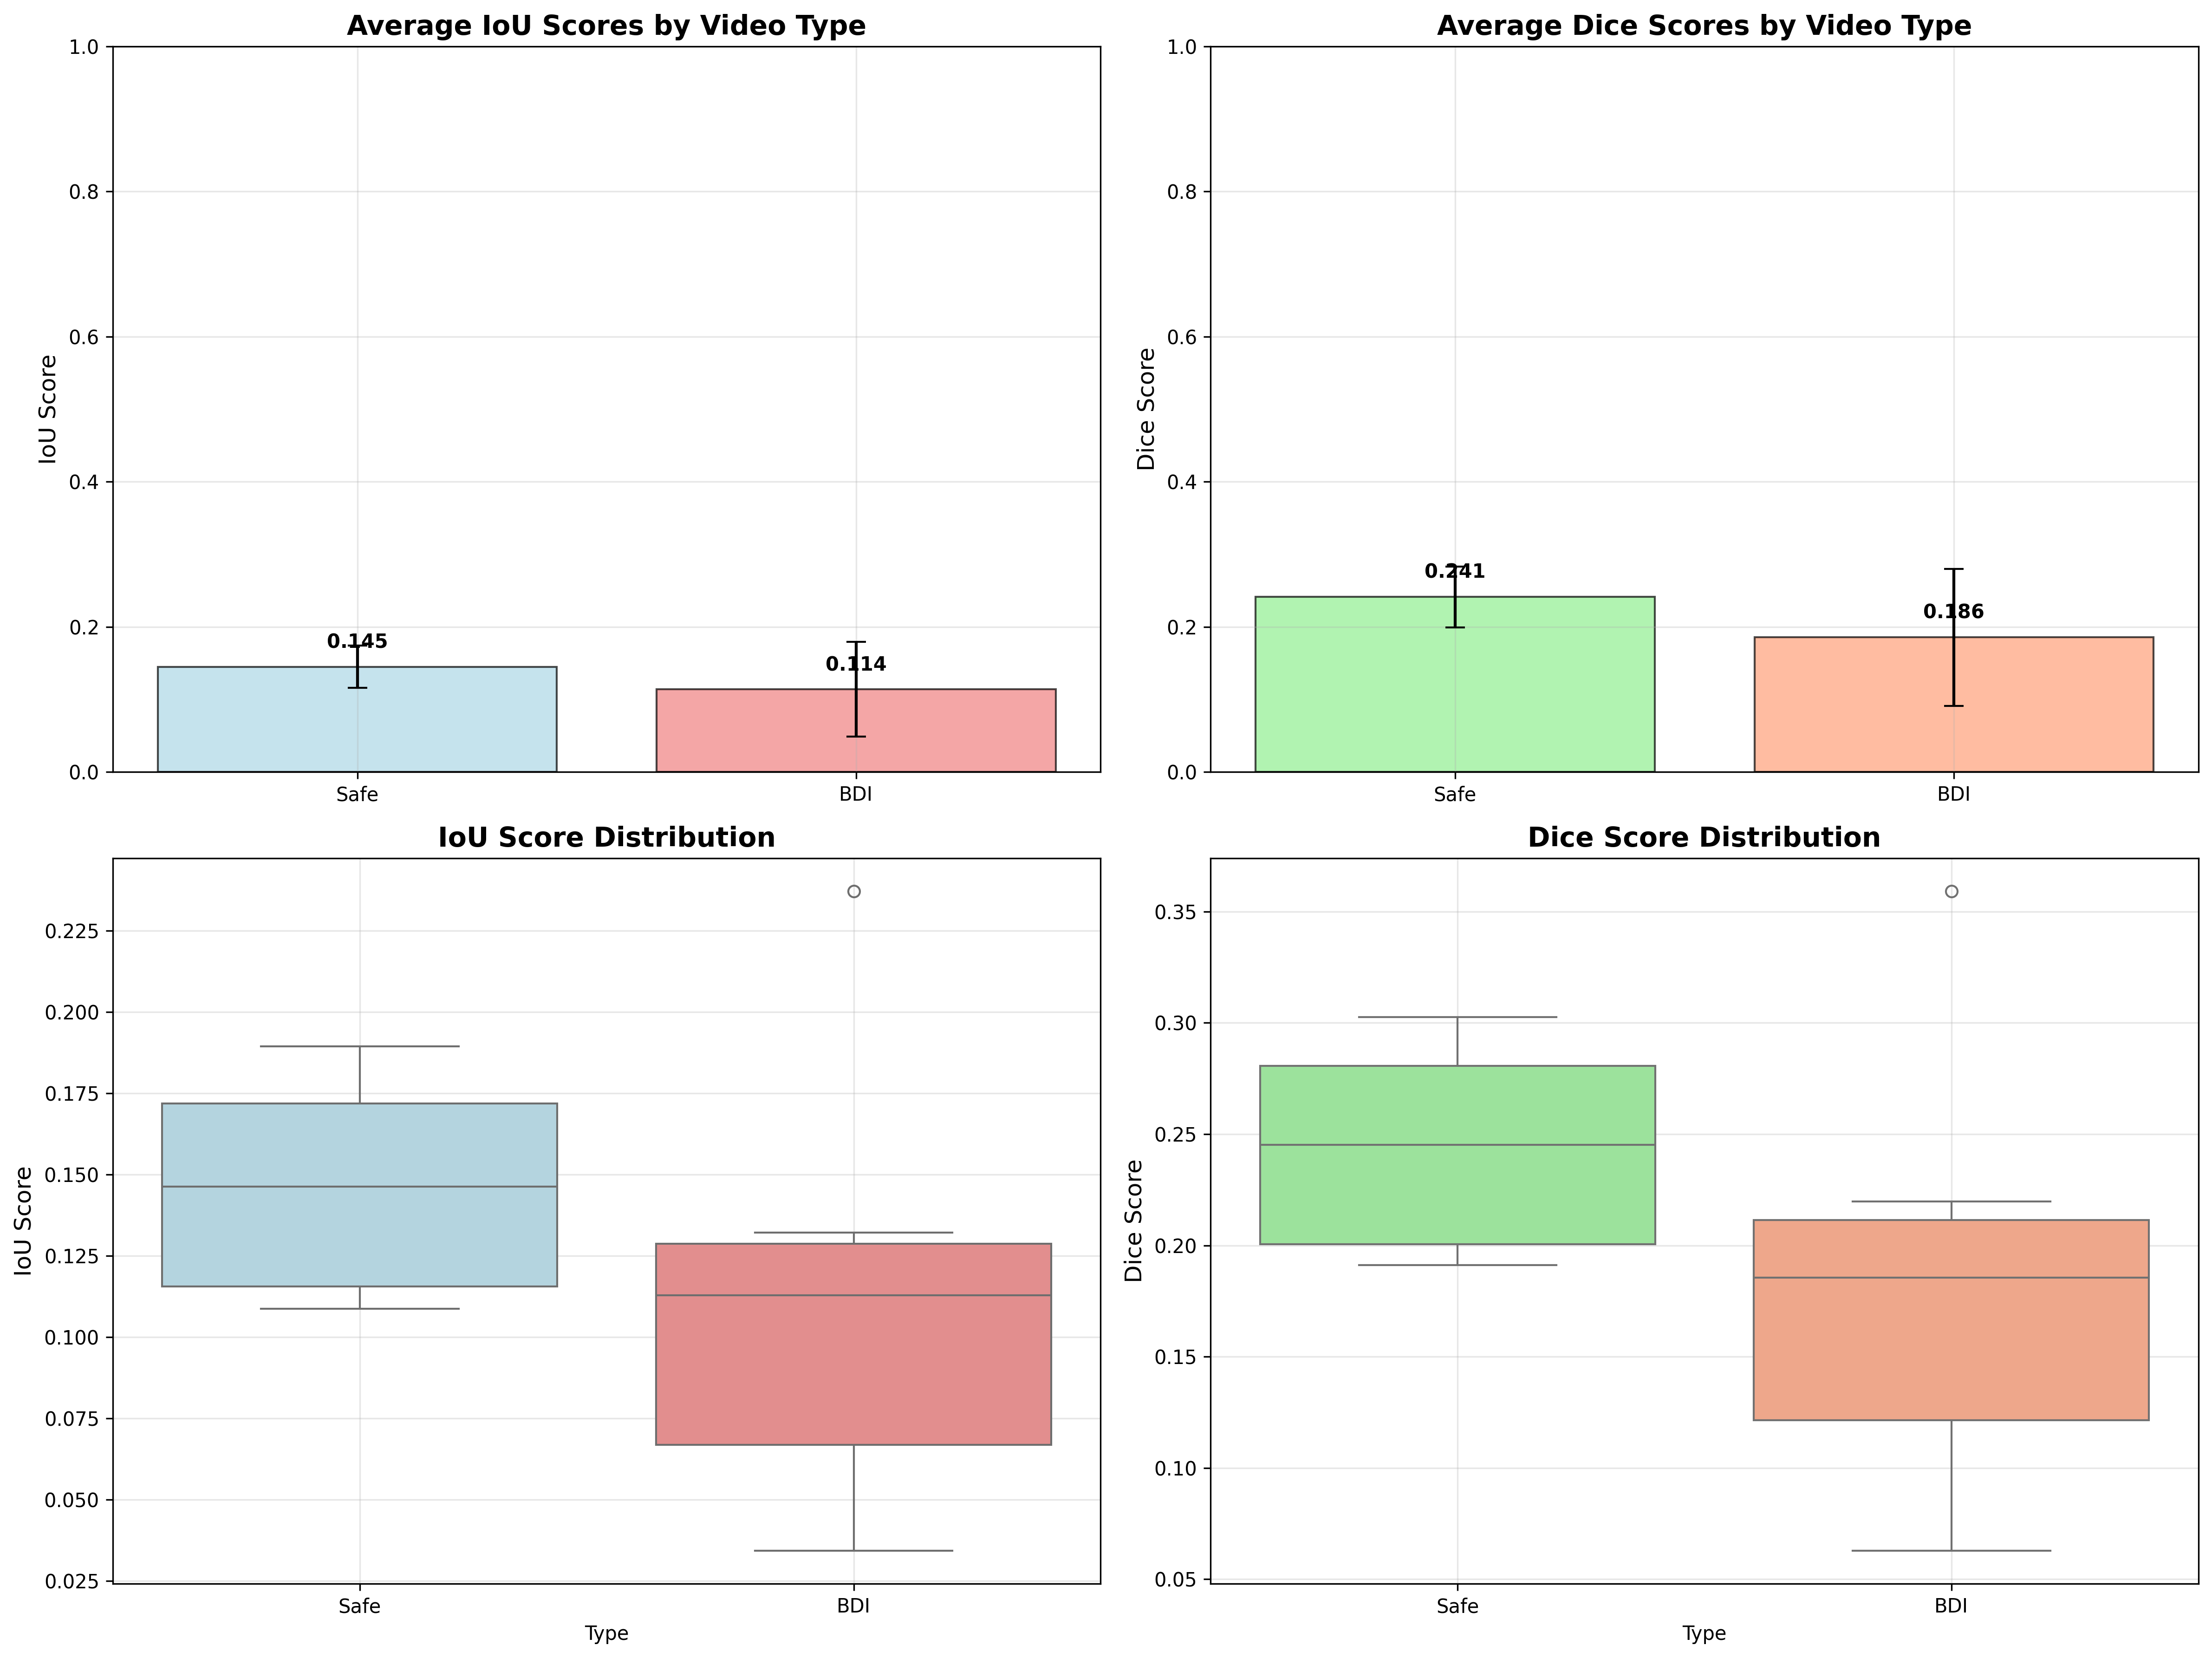 Average IoU Scores by Video Type
1.0
0.8
0.6
0.4
0.2
0.0
IoU Score
0.145
0.114
Safe
BDI
Average Dice Scores by Video Type
1.0
0.8
0.6
0.4
0.2
0.0
Dice Score
0.241
0.186
Safe
BDI
IoU Score Distribution
0.225
0.200
0.175
0.150
0.125
0.100
0.075
0.050
0.025
IoU Score
Safe
BDI
Type
Dice Score Distribution
0.35
0.30
0.25
0.20
0.15
0.10
0.05
Dice Score
Safe
BDI
Type